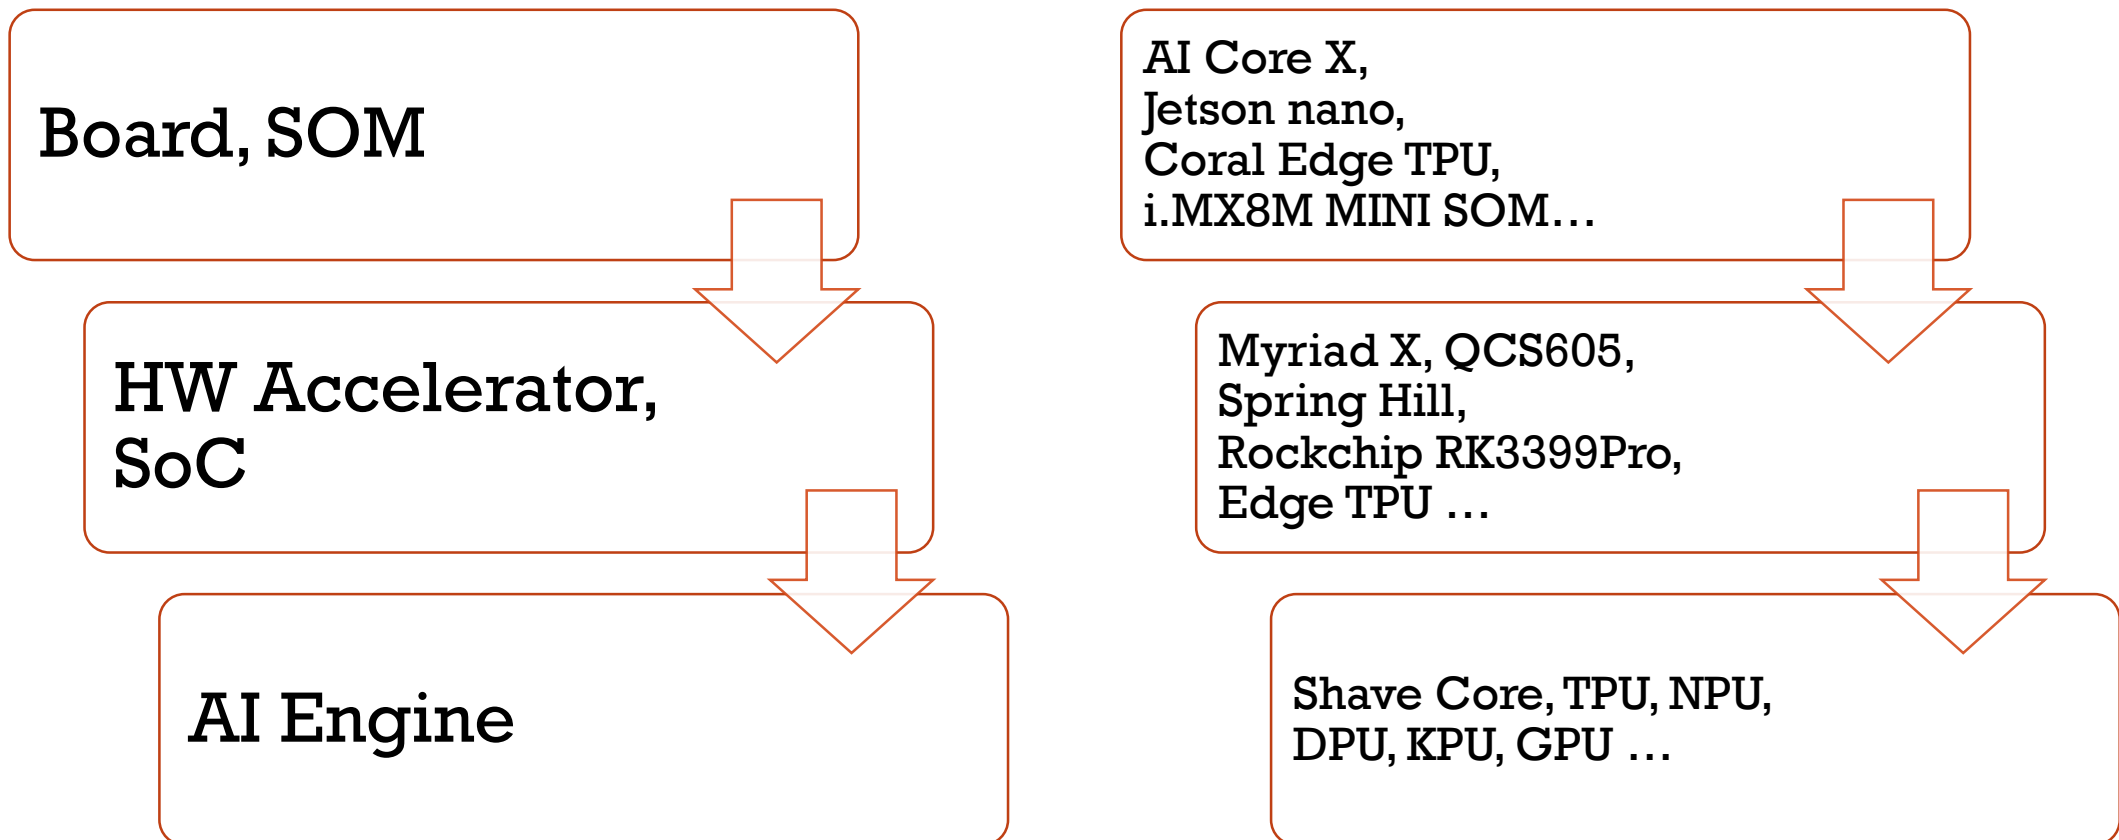 Board, SOM
HW Accelerator,
SoC
AI Engine
AI Core X,
Jetson nano,
Coral Edge TPU,
i.MX8M MINI SOM...
Myriad X, QCS605,
Spring Hill,
Rockchip RK3399Pro,
Edge TPU ...
Shave Core, TPU, NPU,
DPU, KPU, GPU ...